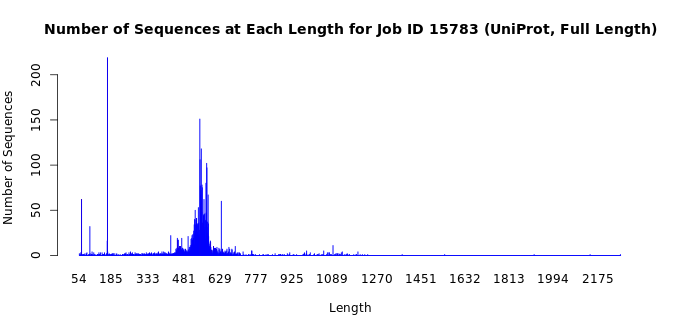 Number of Sequences at Each Length for Job ID 15783 (UniProt, Full Length)
Number of Sequences
200
150
100
50
0
54 185 333 481 629 777 925 1089 1270 1451 1632 1813 1994 2175
Length